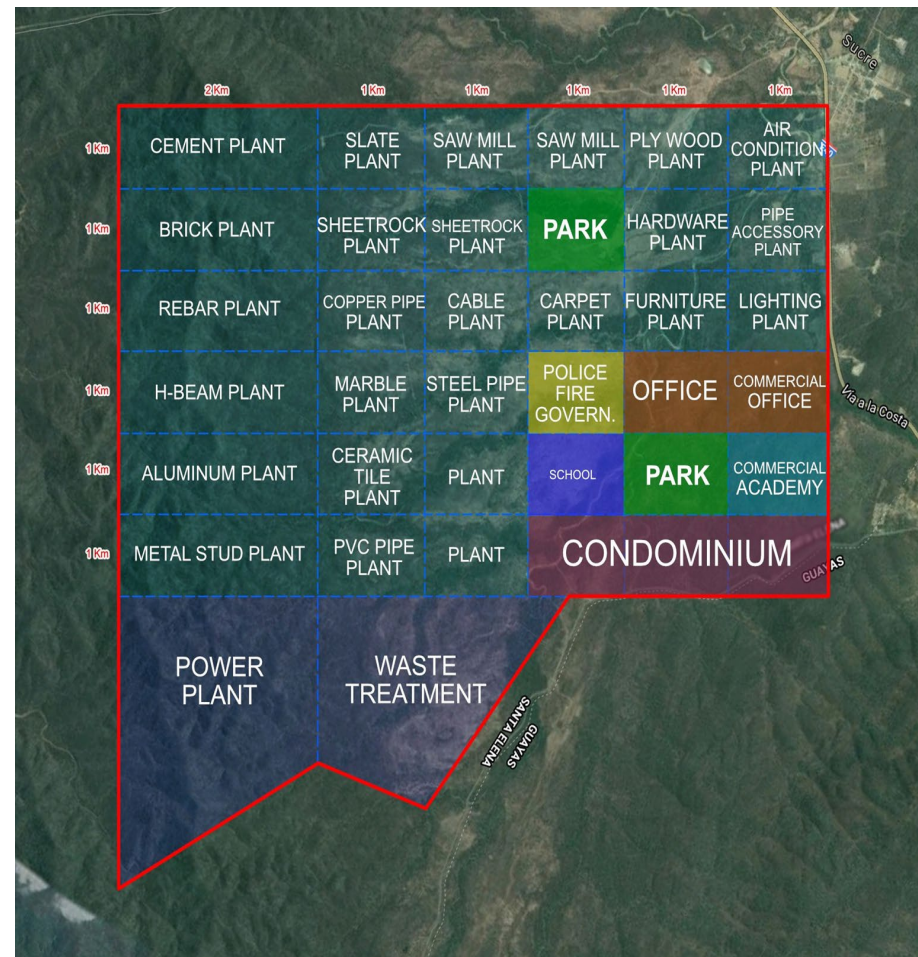 Sucre
2 Km
1 Km
1 Km
1 Km
1 Km
1 Km
1 Km
CEMENT PLANT
SLATE
PLANT
SAW MILL
PLANT
SAW MILL
PLANT
PLY WOOD
PLANT
AIR
CONDITION
PLANT
1 Km
BRICK PLANT
SHEETROCK
PLANT
SHEETROCK
PLANT
PARK
HARDWARE
PLANT
PIPE
ACCESSORY
PLANT
1 Km
REBAR PLANT
COPPER PIPE
PLANT
CABLE
PLANT
CARPET
PLANT
FURNITURE
PLANT
LIGHTING
PLANT
1 Km
H-BEAM PLANT
MARBLE
PLANT
STEEL PIPE
PLANT
POLICE
FIRE
GOVERN.
OFFICE
COMMERCIAL
OFFICE
Via a la Costa
1 Km
ALUMINUM PLANT
CERAMIC
TILE
PLANT
PLANT
SCHOOL
PARK
COMMERCIAL
ACADEMY
1 Km
METAL STUD PLANT
PVC PIPE
PLANT
PLANT
CONDOMINIUM
GUAYAS
POWER
PLANT
WASTE
TREATMENT
SANTA ELENA
GUAYAS